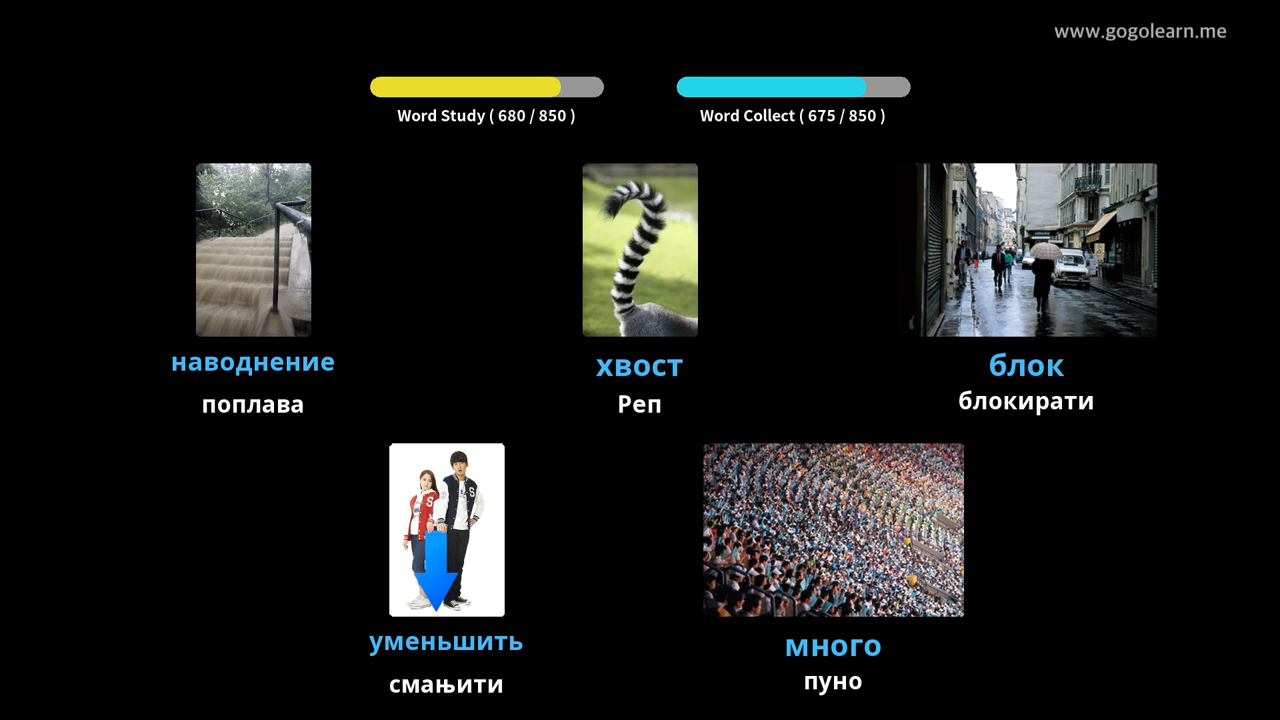 www.gogolearn.me
Word Study ( 680 / 850 )
Word Collect ( 675 / 850 )
наводнение
поплава
хвост
Реп
блок
блокирати
уменьшить
смањити
много
пуно